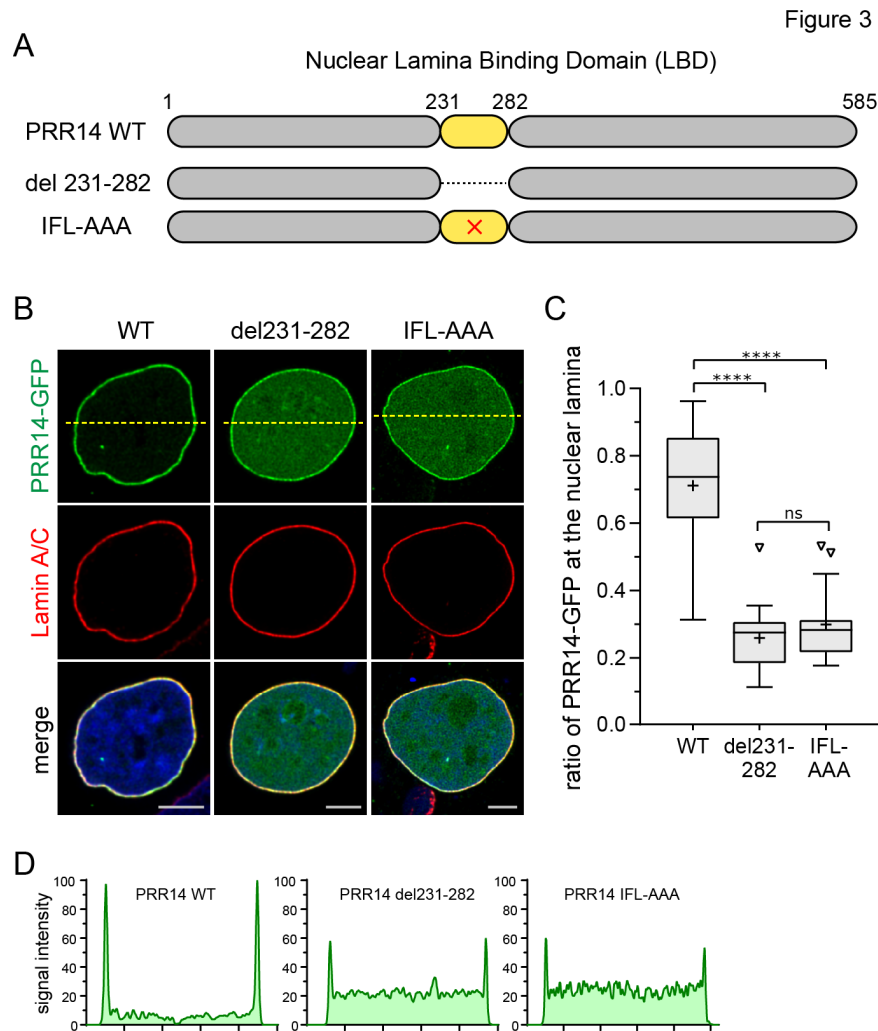 Figure 3
A
Nuclear Lamina Binding Domain (LBD)
1 231 282 585
PRR14 WT
del 231-282
IFL-AAA
B
WT del231-282 IFL-AAA
PRR14-GFP
Lamin A/C
merge
C
ratio of PRR14-GFP at the nuclear lamina
****
****
ns
1.0
0.8
0.6
0.4
0.2
0.0
WT del231-282 IFL-AAA
D
signal intensity
100
80
60
40
20
0
PRR14 WT
100
80
60
40
20
0
PRR14 del231-282
100
80
60
40
20
0
PRR14 IFL-AAA